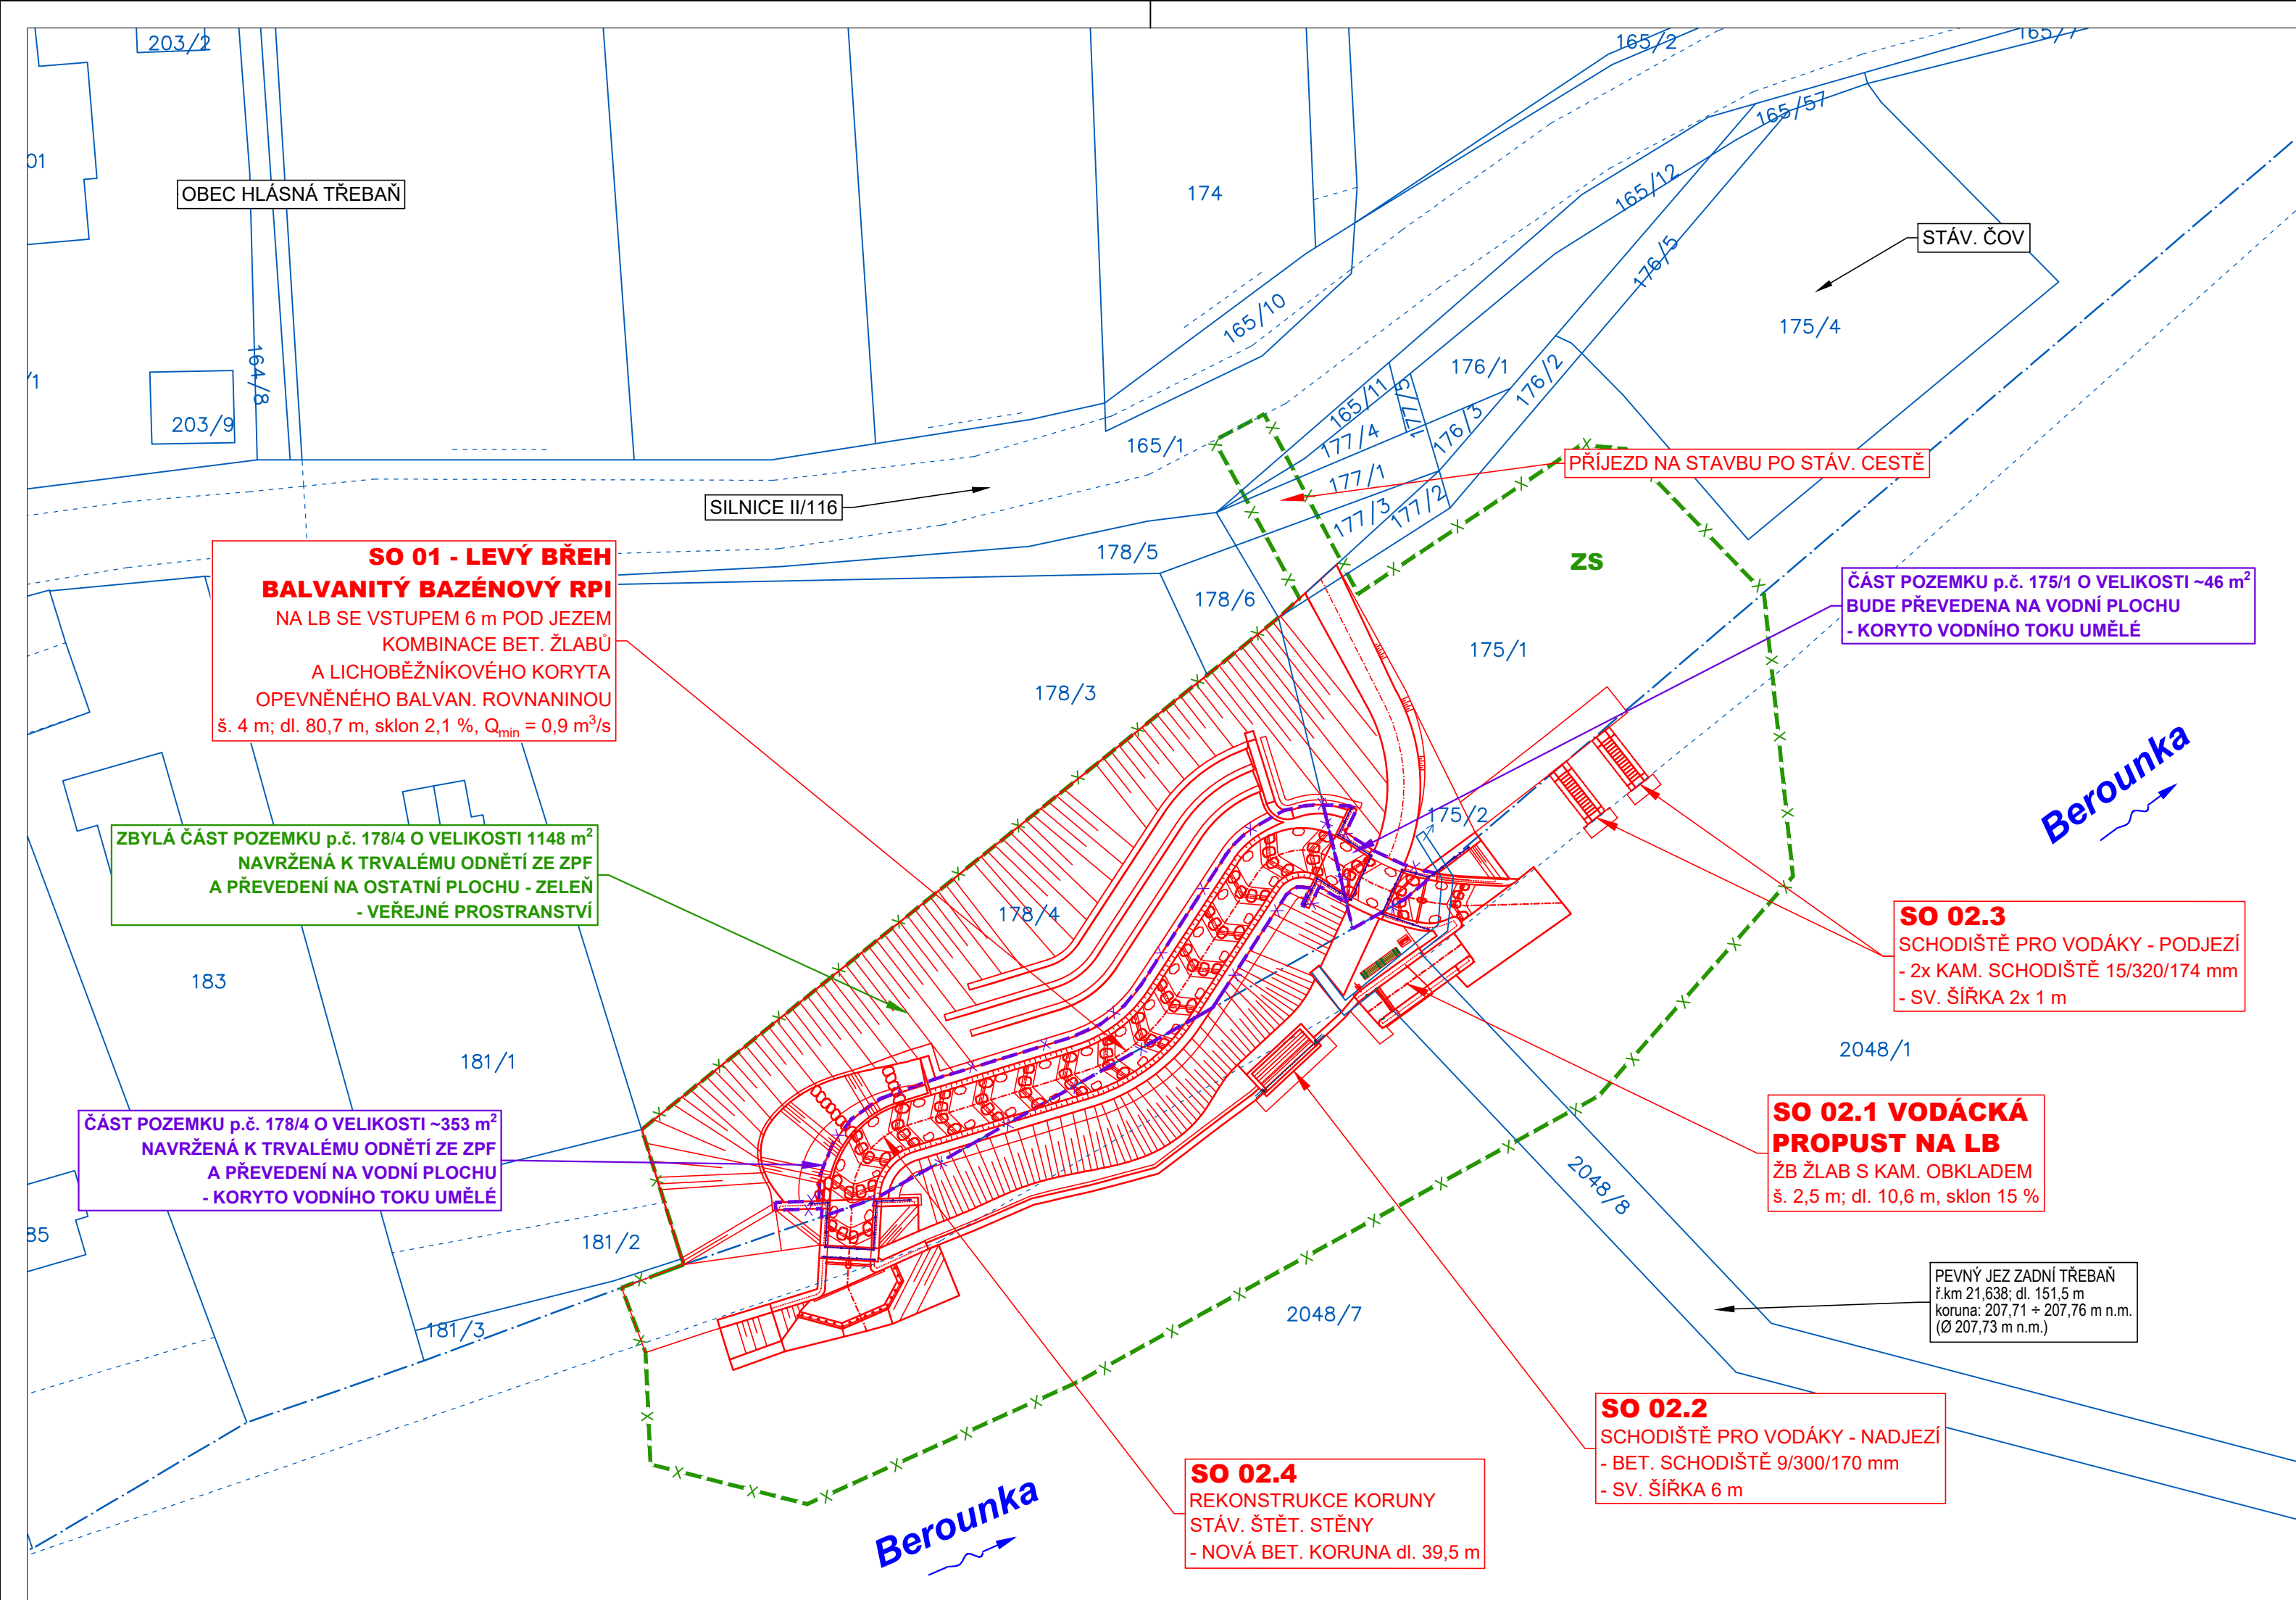 203/2
165/2
165/7
165/57
01
OBEC HLÁSNÁ TŘEBAŇ
174
165/12
STÁV. ČOV
176/5
165/10
175/4
164/8
/1
203/9
176/1
176/2
165/11
177/5
176/3
177/4
165/1
PŘÍJEZD NA STAVBU PO STÁV. CESTĚ
177/1
177/3
177/2
SILNICE II/116
178/5
ZS
178/6
SO 01 - LEVÝ BŘEH
BALVANITÝ BAZÉNOVÝ RPI
NA LB SE VSTUPEM 6 m POD JEZEM
KOMBINACE BET. ŽLABŮ
A LICHOBĚŽNÍKOVÉHO KORYTA
OPEVNĚNÉHO BALVAN. ROVNANINOU
š. 4 m; dl. 80,7 m, sklon 2,1 %, Qmin = 0,9 m³/s
ČÁST POZEMKU p.č. 175/1 O VELIKOSTI ~46 m²
BUDE PŘEVEDENA NA VODNÍ PLOCHU
- KORYTO VODNÍHO TOKU UMĚLÉ
175/1
178/3
Berounka
175/2
ZBYLÁ ČÁST POZEMKU p.č. 178/4 O VELIKOSTI 1148 m²
NAVRŽENÁ K TRVALÉMU ODNĚTÍ ZE ZPF
A PŘEVEDENÍ NA OSTATNÍ PLOCHU - ZELEŇ
- VEŘEJNÉ PROSTRANSTVÍ
178/4
SO 02.3
SCHODIŠTĚ PRO VODÁKY - PODJEZÍ
- 2x KAM. SCHODIŠTĚ 15/320/174 mm
- SV. ŠÍŘKA 2x 1 m
183
181/1
2048/1
ČÁST POZEMKU p.č. 178/4 O VELIKOSTI ~353 m²
NAVRŽENÁ K TRVALÉMU ODNĚTÍ ZE ZPF
A PŘEVEDENÍ NA VODNÍ PLOCHU
- KORYTO VODNÍHO TOKU UMĚLÉ
SO 02.1 VODÁCKÁ
PROPUST NA LB
ŽB ŽLAB S KAM. OBKLADEM
š. 2,5 m; dl. 10,6 m, sklon 15 %
2048/8
85
181/2
PEVNÝ JEZ ZADNÍ TŘEBAŇ
ř.km 21,638; dl. 151,5 m
koruna: 207,71 ÷ 207,76 m n.m.
(Ø 207,73 m n.m.)
181/3
2048/7
SO 02.2
SCHODIŠTĚ PRO VODÁKY - NADJEZÍ
- BET. SCHODIŠTĚ 9/300/170 mm
- SV. ŠÍŘKA 6 m
SO 02.4
REKONSTRUKCE KORUNY
STÁV. ŠTĚT. STĚNY
- NOVÁ BET. KORUNA dl. 39,5 m
Berounka